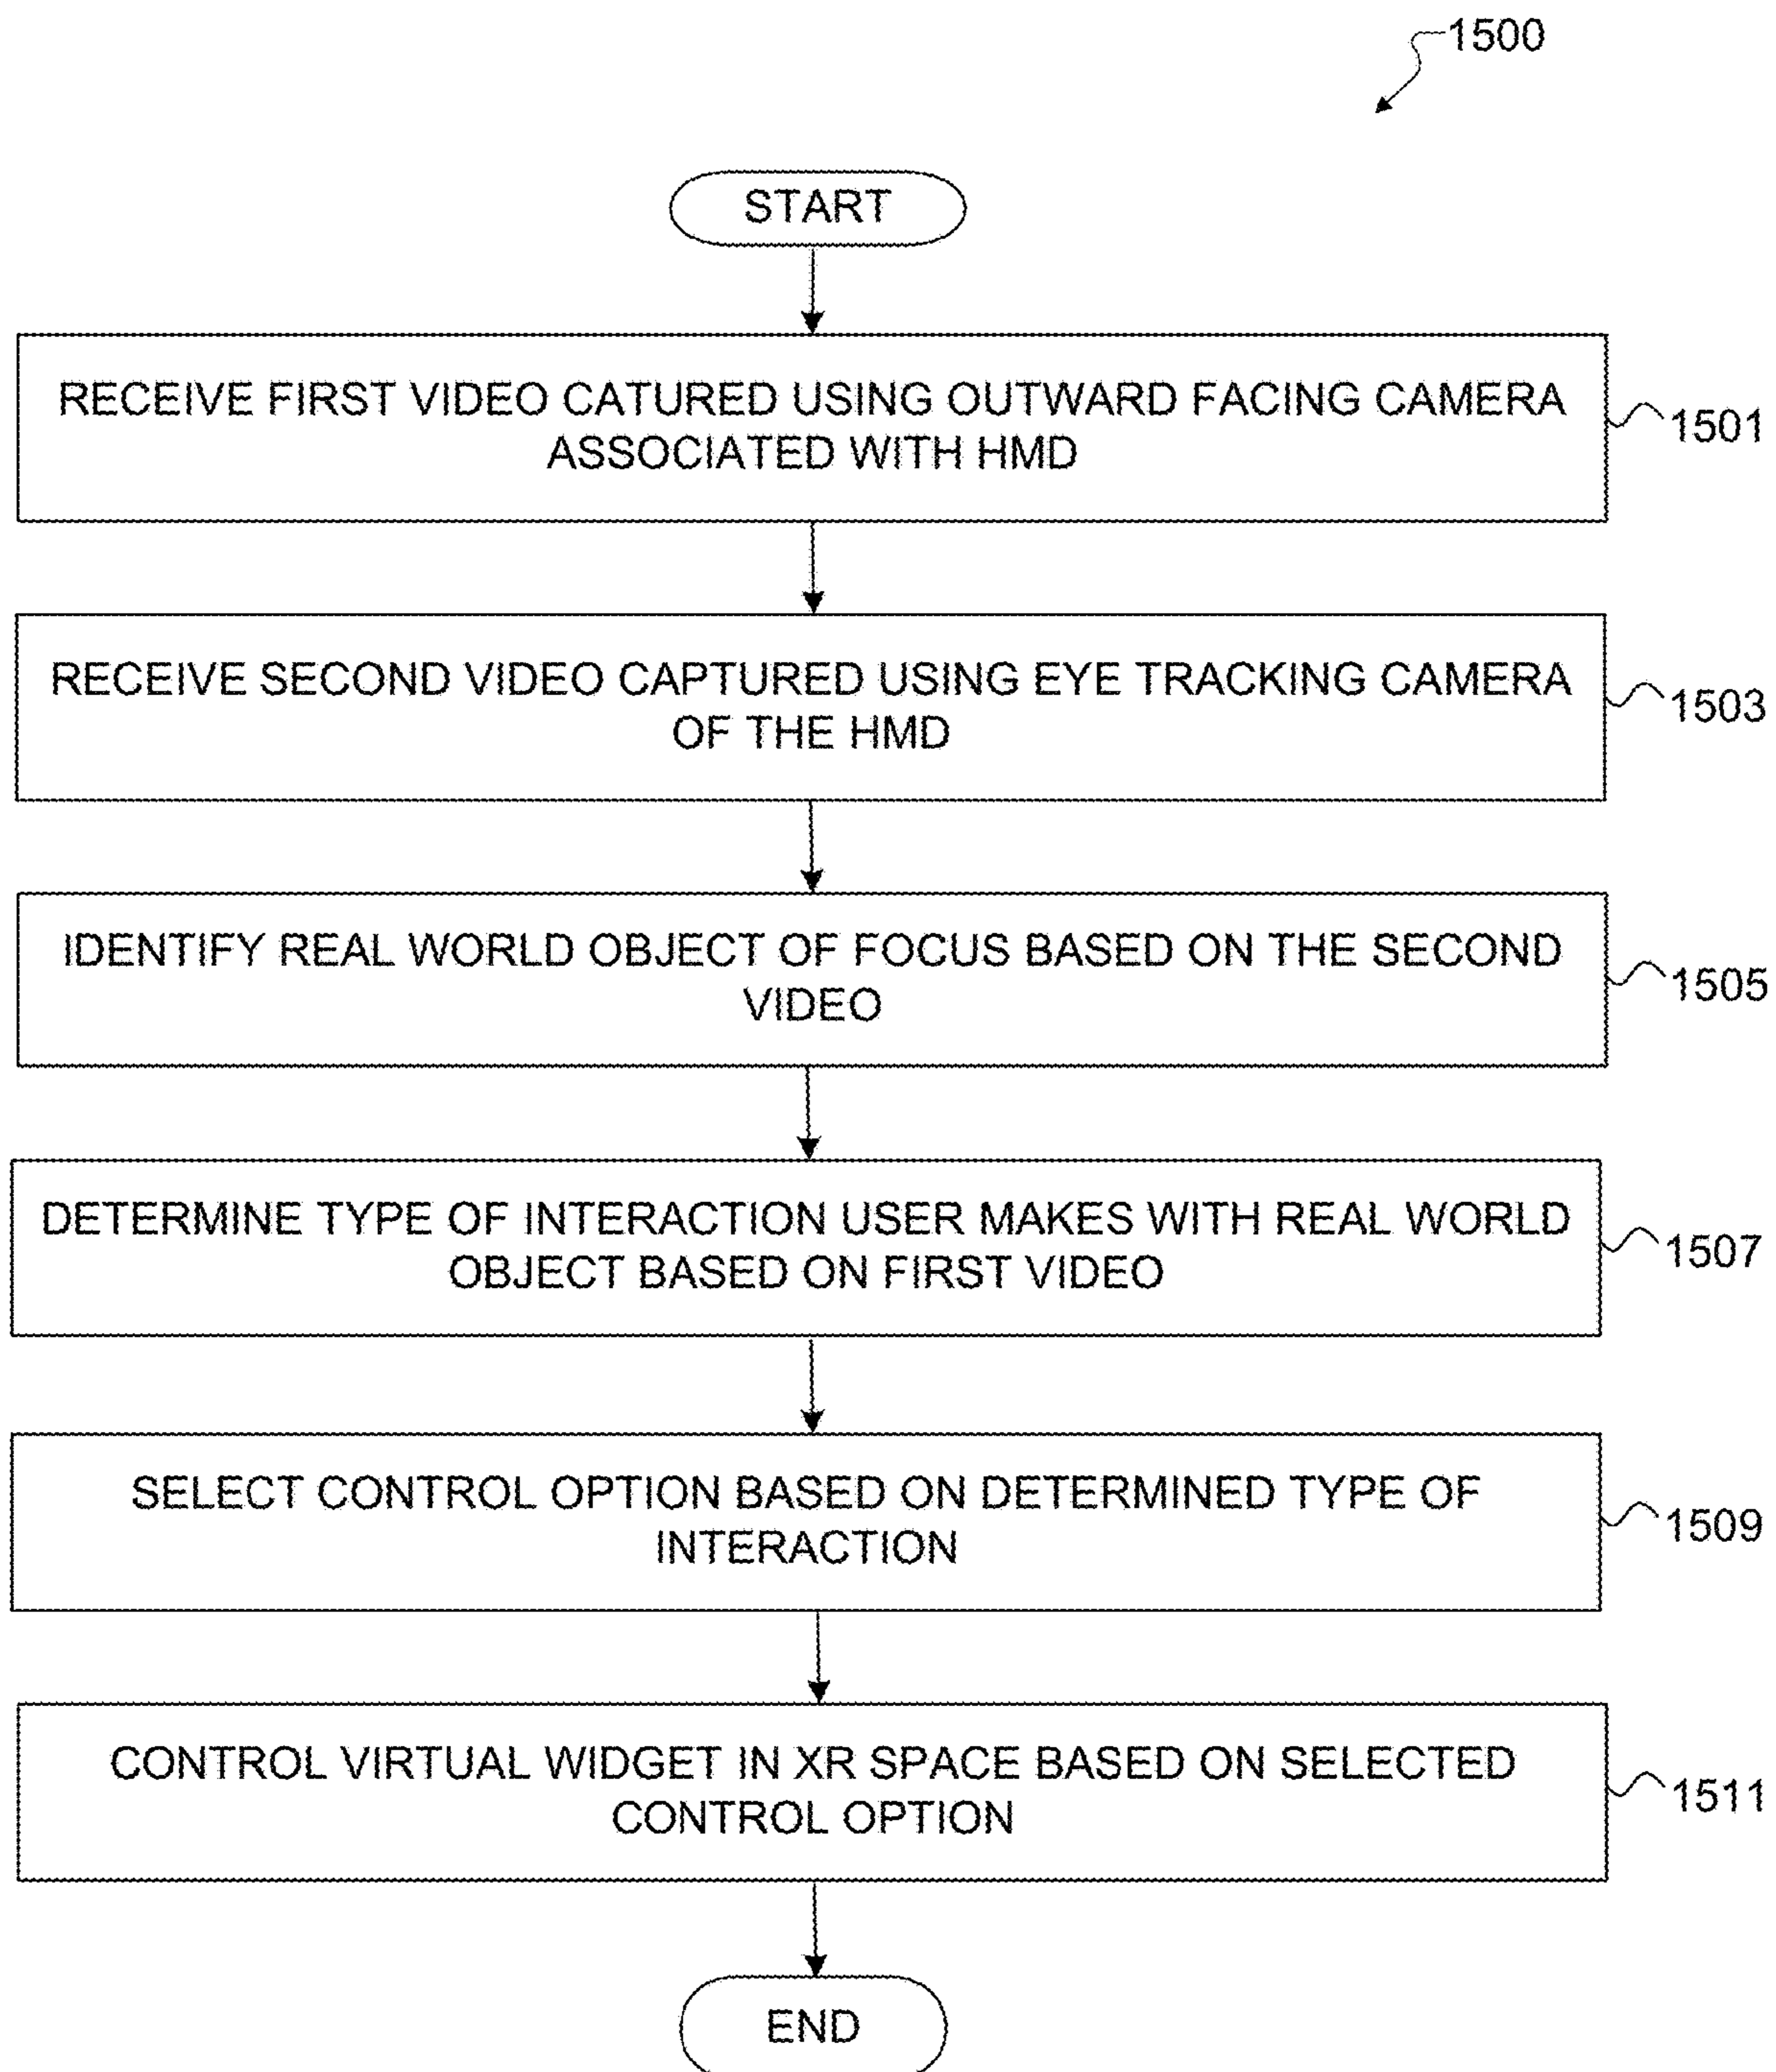 1500
START
RECEIVE FIRST VIDEO CATURED USING OUTWARD FACING CAMERA
ASSOCIATED WITH HMD
1501
RECEIVE SECOND VIDEO CAPTURED USING EYE TRACKING CAMERA
OF THE HMD
1503
IDENTIFY REAL WORLD OBJECT OF FOCUS BASED ON THE SECOND
VIDEO
1505
DETERMINE TYPE OF INTERACTION USER MAKES WITH REAL WORLD
OBJECT BASED ON FIRST VIDEO
1507
SELECT CONTROL OPTION BASED ON DETERMINED TYPE OF
INTERACTION
1509
CONTROL VIRTUAL WIDGET IN XR SPACE BASED ON SELECTED
CONTROL OPTION
1511
END